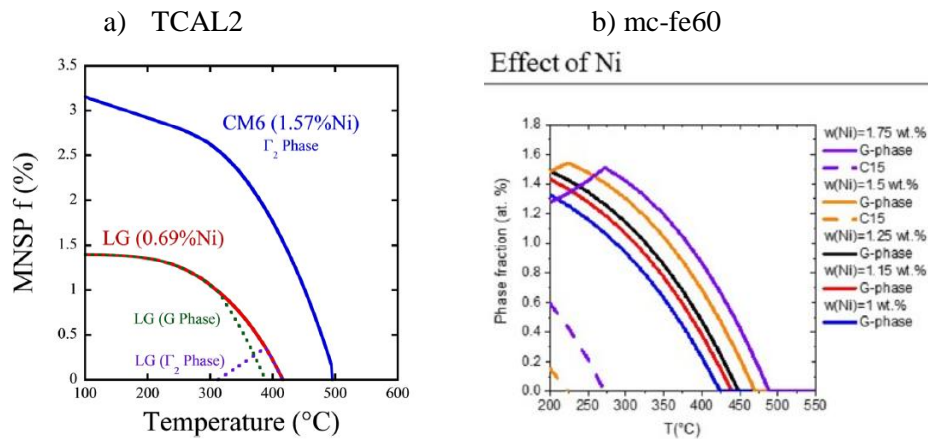 a) TCAL2
b) mc-fe60
Effect of Ni
3.5
3
2.5
2
1.5
1
0.5
0
MNSP f (%)
CM6 (1.57%Ni)
Γ₂ Phase
LG (0.69%Ni)
LG (G Phase)
LG (Γ₂ Phase)
100 200 300 400 500 600
Temperature (°C)
1.8
1.6
1.4
1.2
1.0
0.8
0.6
0.4
0.2
0.0
Phase fraction (at. %)
200 250 300 350 400 450 500 550
T(°C)
w(Ni)=1.75 wt.%
G-phase
C15
w(Ni)=1.5 wt.%
G-phase
C15
w(Ni)=1.25 wt.%
G-phase
w(Ni)=1.15 wt.%
G-phase
w(Ni)=1 wt.%
G-phase